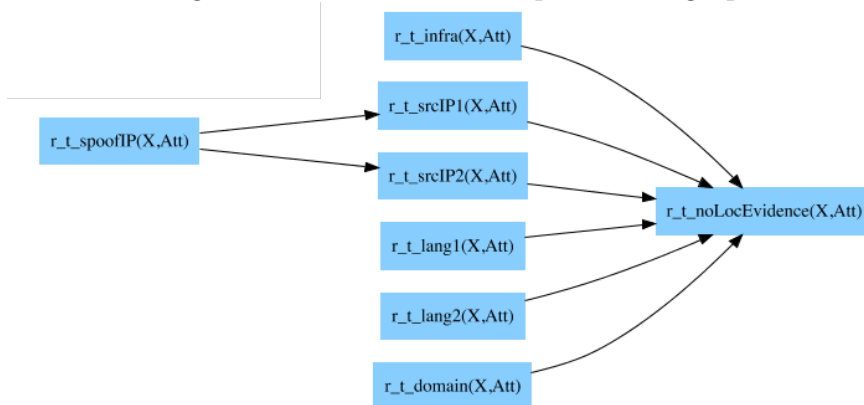 r_t_infra(X,Att)
r_t_srcIP1(X,Att)
r_t_spoofIP(X,Att)
r_t_srcIP2(X,Att)
r_t_noLocEvidence(X,Att)
r_t_lang1(X,Att)
r_t_lang2(X,Att)
r_t_domain(X,Att)